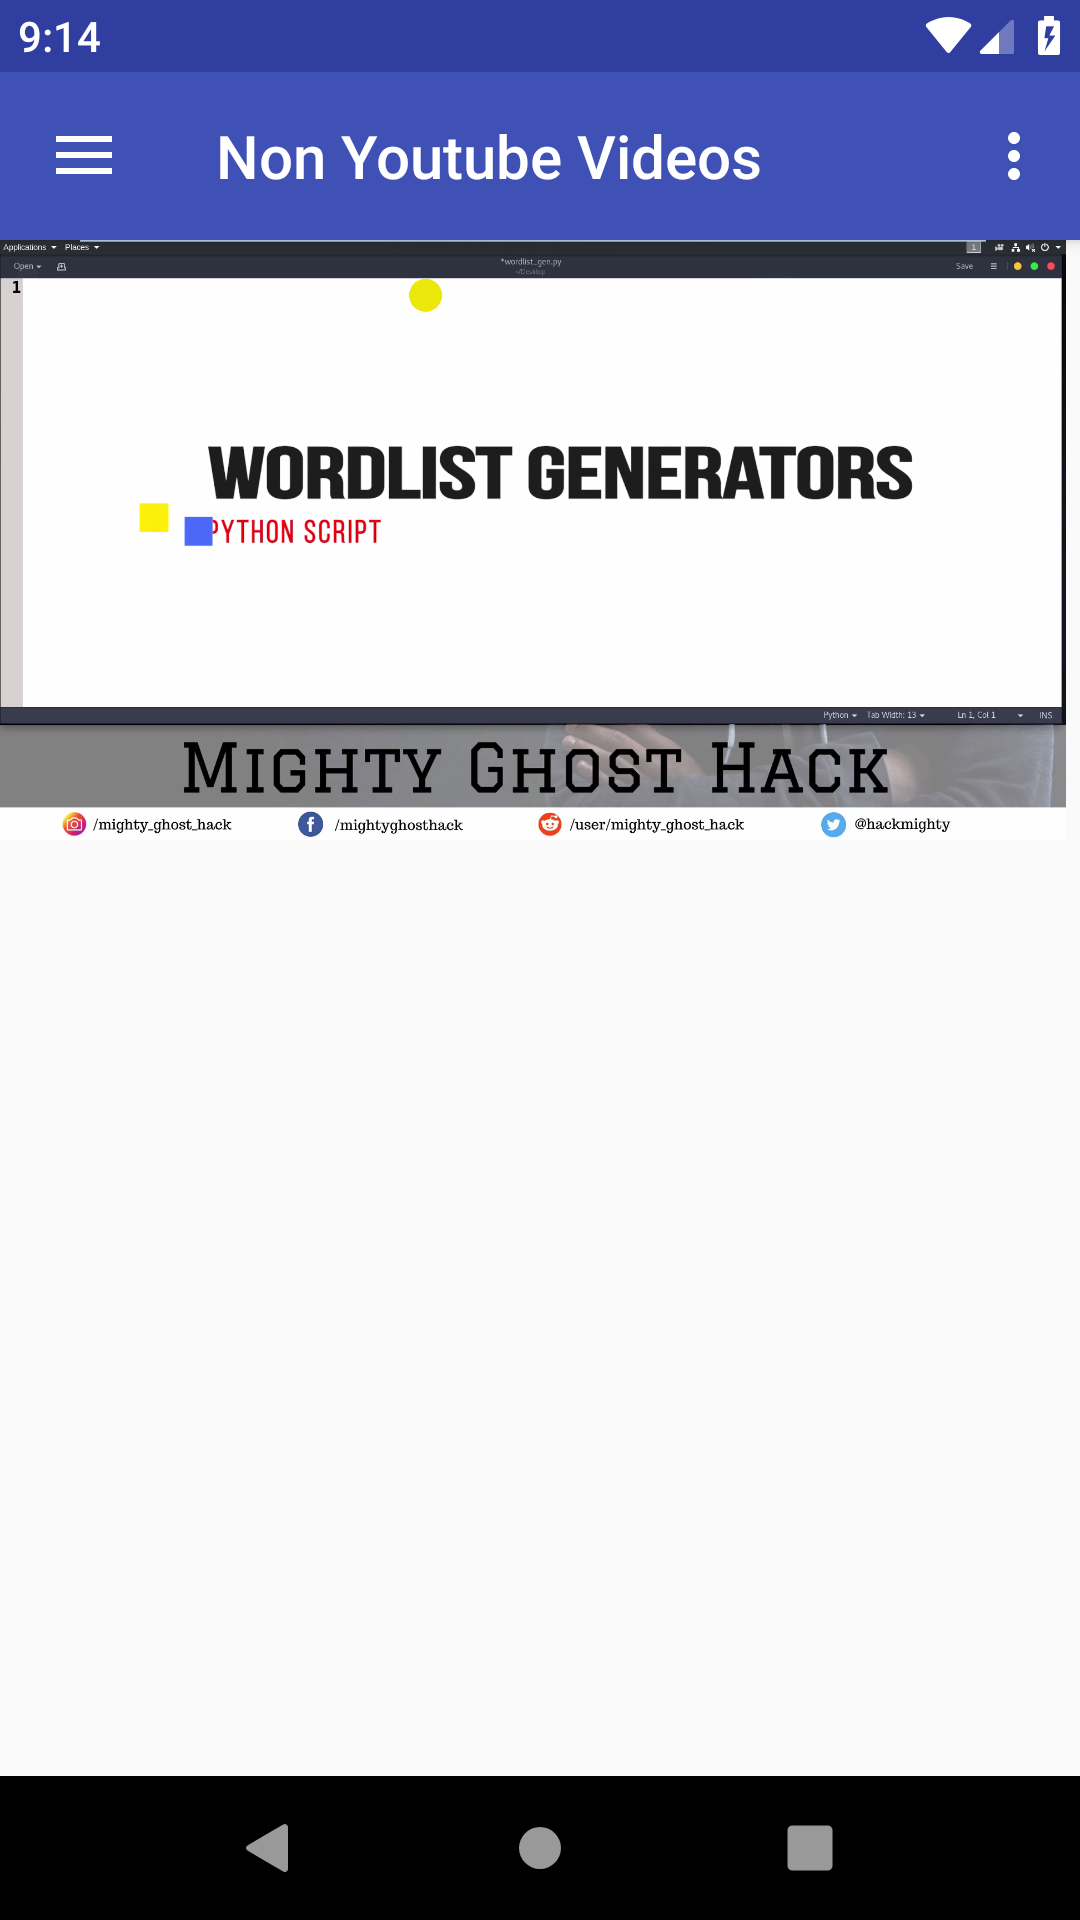 9:14
Non Youtube Videos
Applications Places 1
Open *wordlist_gen.py Save
~/Desktop
1
WORDLIST GENERATORS
PYTHON SCRIPT
Python Tab Width: 13 Ln 1, Col 1 INS
MIGHTY GHOST HACK
/mighty_ghost_hack /mightyghosthack /user/mighty_ghost_hack @hackmighty